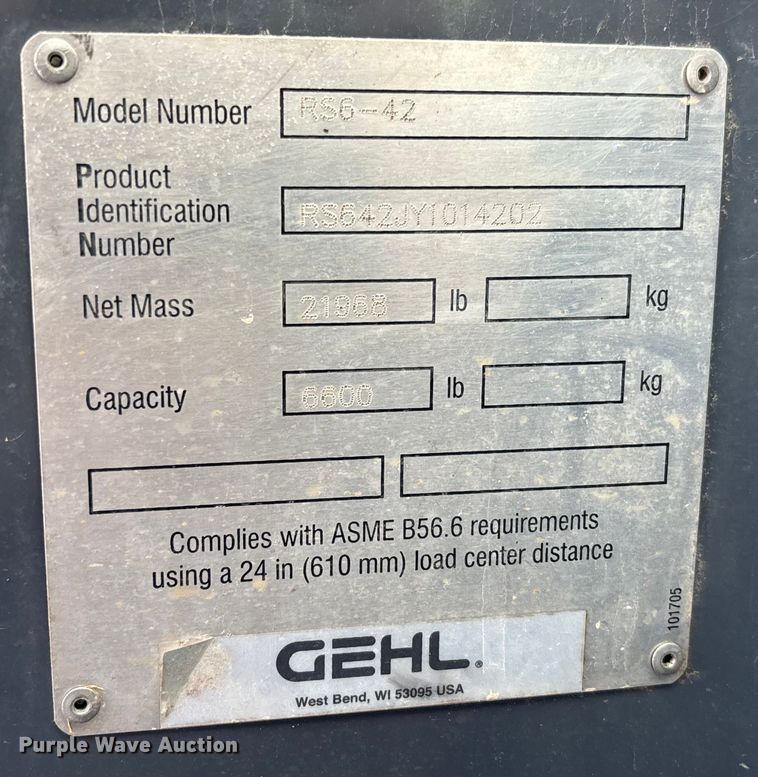 Model Number RS6-42
Product
Identification
Number RS642JY1014202
Net Mass 21968 lb kg
Capacity 6600 lb kg
Complies with ASME B56.6 requirements
using a 24 in (610 mm) load center distance
101705
GEHL®
West Bend, WI 53095 USA
Purple Wave Auction